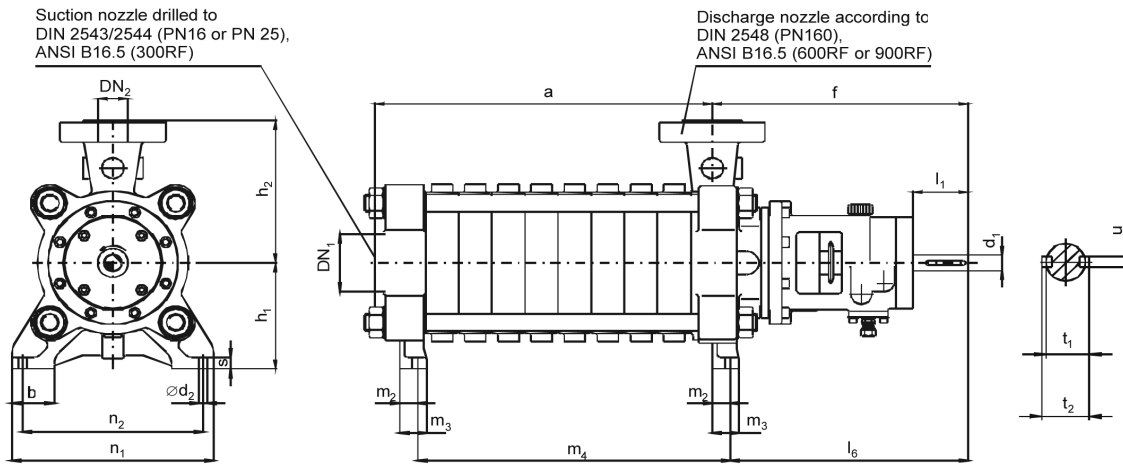 Suction nozzle drilled to
DIN 2543/2544 (PN16 or PN 25),
ANSI B16.5 (300RF)
Discharge nozzle according to
DIN 2548 (PN160),
ANSI B16.5 (600RF or 900RF)
DN₂
a
f
h₂
l₁
DN₁
d₁
u
h₁
s
b
Ød₂
m₂
m₃
m₂
m₃
t₁
n₂
t₂
n₁
m₄
l₆